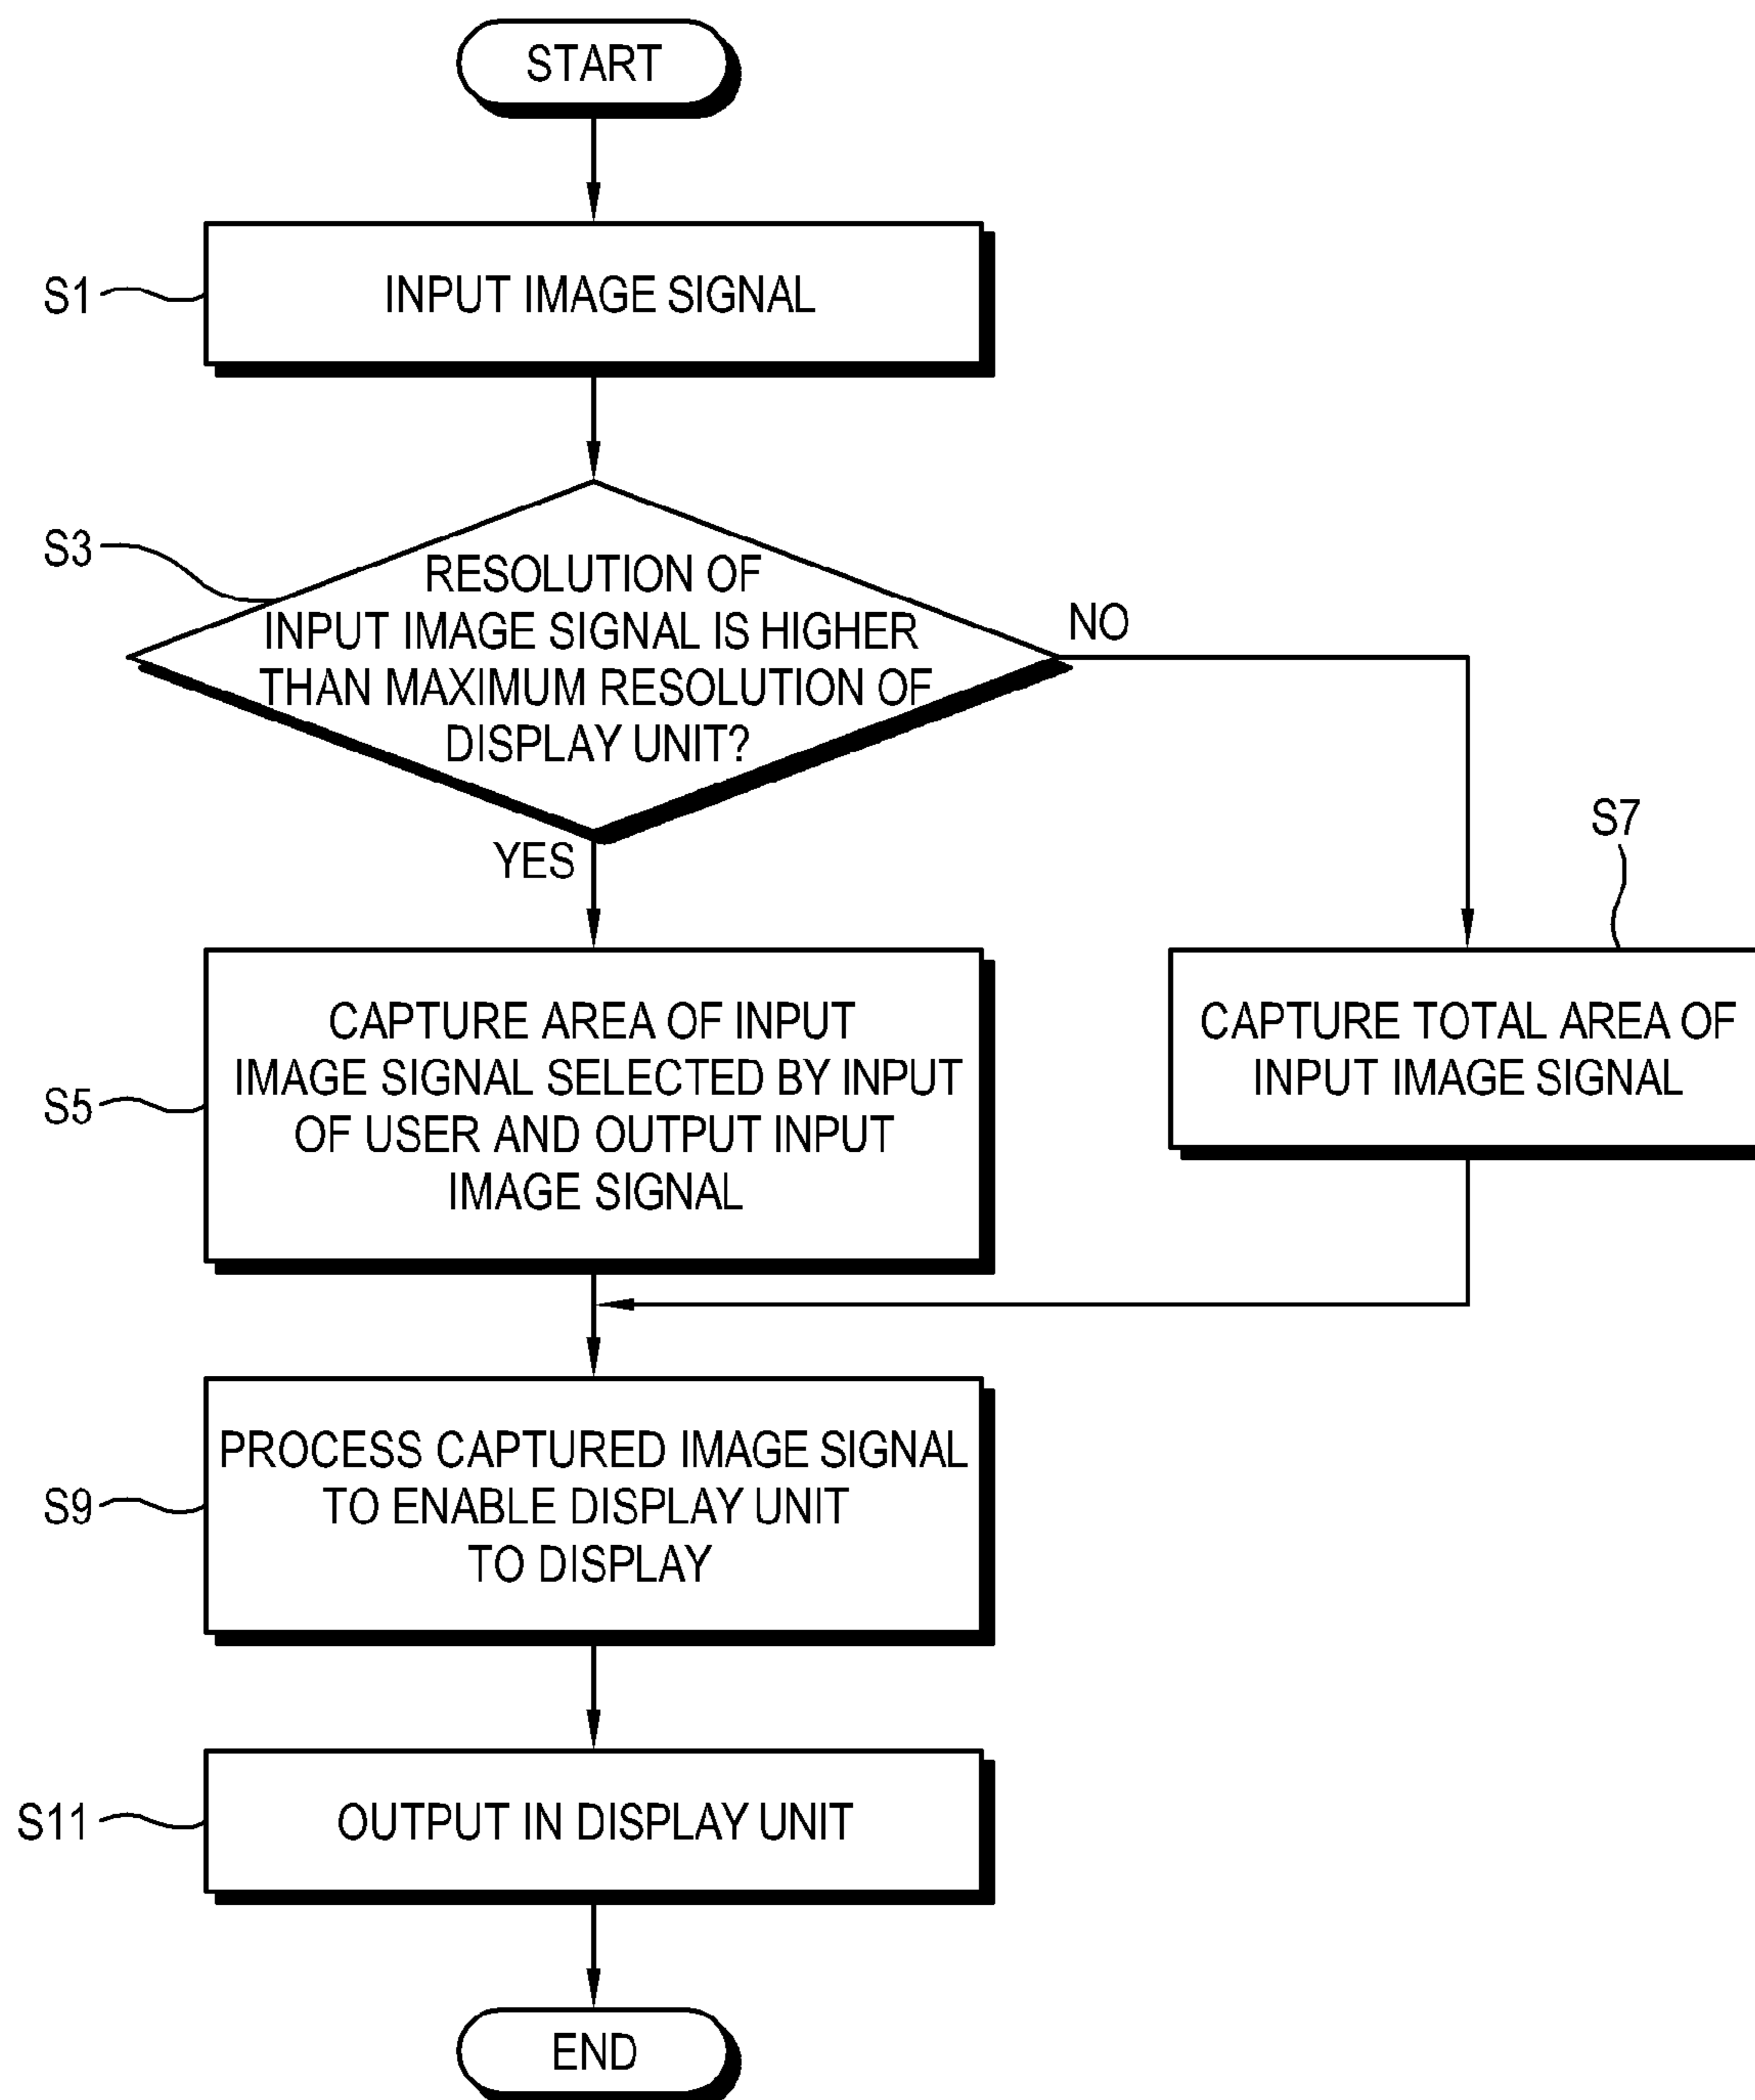 START
S1
INPUT IMAGE SIGNAL
S3
RESOLUTION OF
INPUT IMAGE SIGNAL IS HIGHER
THAN MAXIMUM RESOLUTION OF
DISPLAY UNIT?
NO
YES
S7
CAPTURE TOTAL AREA OF
INPUT IMAGE SIGNAL
S5
CAPTURE AREA OF INPUT
IMAGE SIGNAL SELECTED BY INPUT
OF USER AND OUTPUT INPUT
IMAGE SIGNAL
S9
PROCESS CAPTURED IMAGE SIGNAL
TO ENABLE DISPLAY UNIT
TO DISPLAY
S11
OUTPUT IN DISPLAY UNIT
END